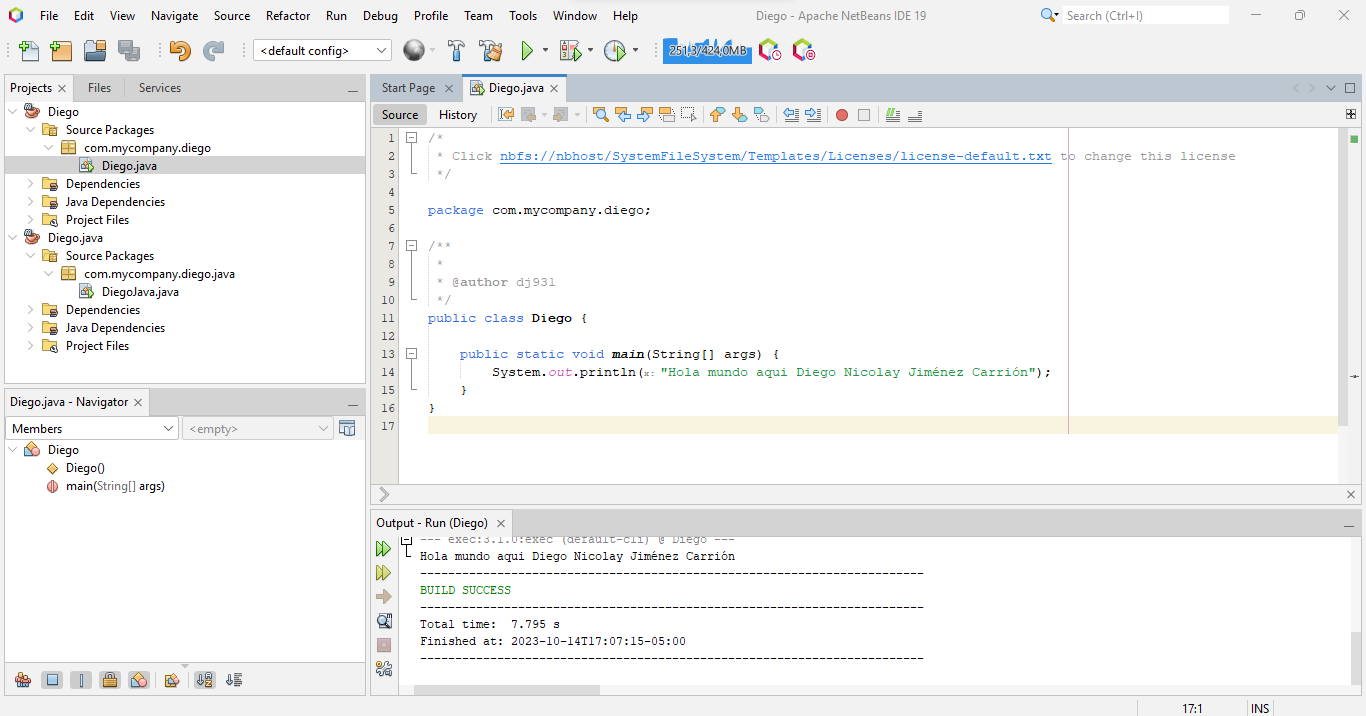 File Edit View Navigate Source Refactor Run Debug Profile Team Tools Window Help
Diego - Apache NetBeans IDE 19
Search (Ctrl+I)
<default config>
251,3/424,0MB
Projects Files Services
Diego
Source Packages
com.mycompany.diego
Diego.java
Dependencies
Java Dependencies
Project Files
Diego.java
Source Packages
com.mycompany.diego.java
DiegoJava.java
Dependencies
Java Dependencies
Project Files
Diego.java - Navigator
Members <empty>
Diego
Diego()
main(String[] args)
Start Page Diego.java
Source History
1 /*
2 * Click nbfs://nbhost/SystemFileSystem/Templates/Licenses/license-default.txt to change this license
3 */
4
5 package com.mycompany.diego;
6
7 /**
8 *
9 * @author dj931
10 */
11 public class Diego {
12
13 public static void main(String[] args) {
14 System.out.println(x: "Hola mundo aqui Diego Nicolay Jiménez Carrión");
15 }
16 }
17
Output - Run (Diego)
--- exec:3.1.0:exec (default-cli) @ Diego ---
Hola mundo aqui Diego Nicolay Jiménez Carrión
------------------------------------------------------------------------
BUILD SUCCESS
------------------------------------------------------------------------
Total time: 7.795 s
Finished at: 2023-10-14T17:07:15-05:00
------------------------------------------------------------------------
17:1 INS